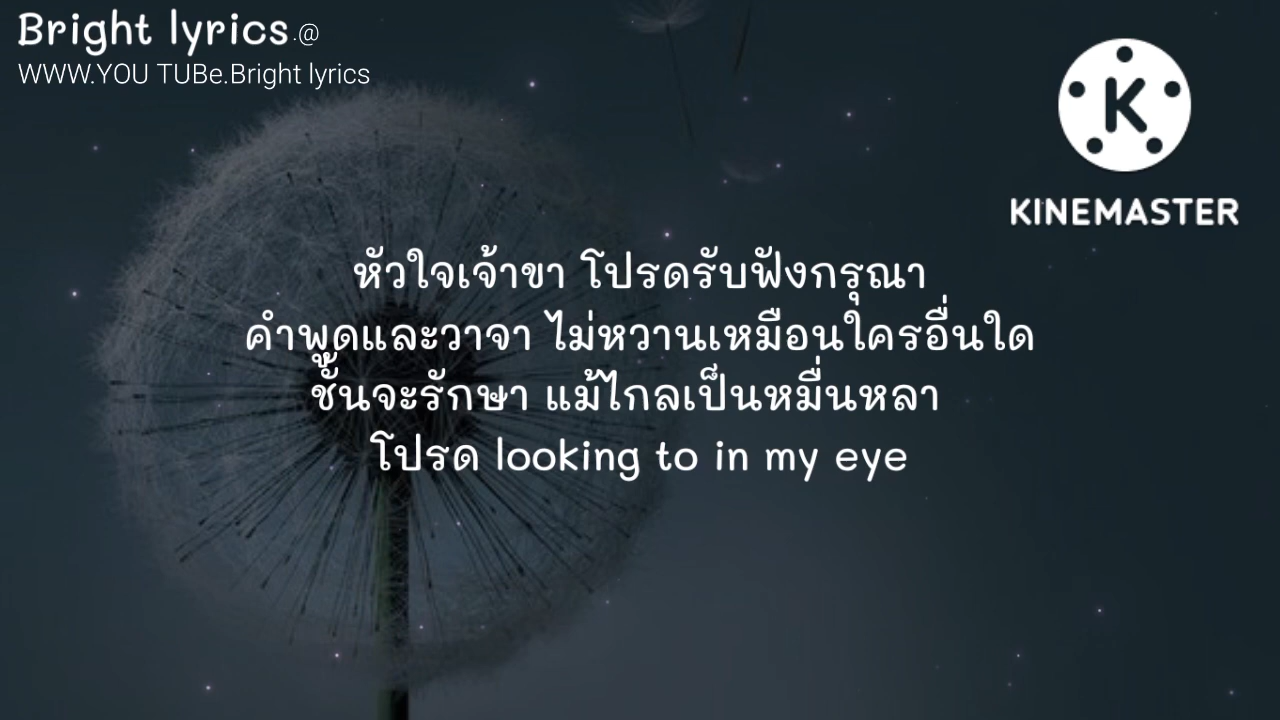 Bright lyrics.@
WWW.YOU TUBe.Bright lyrics
K
KINEMASTER
หัวใจเจ้าขา โปรดรับฟังกรุณา
คำพูดและวาจา ไม่หวานเหมือนใครอื่นใด
ชั้นจะรักษา แม้ไกลเป็นหมื่นหลา
โปรด looking to in my eye